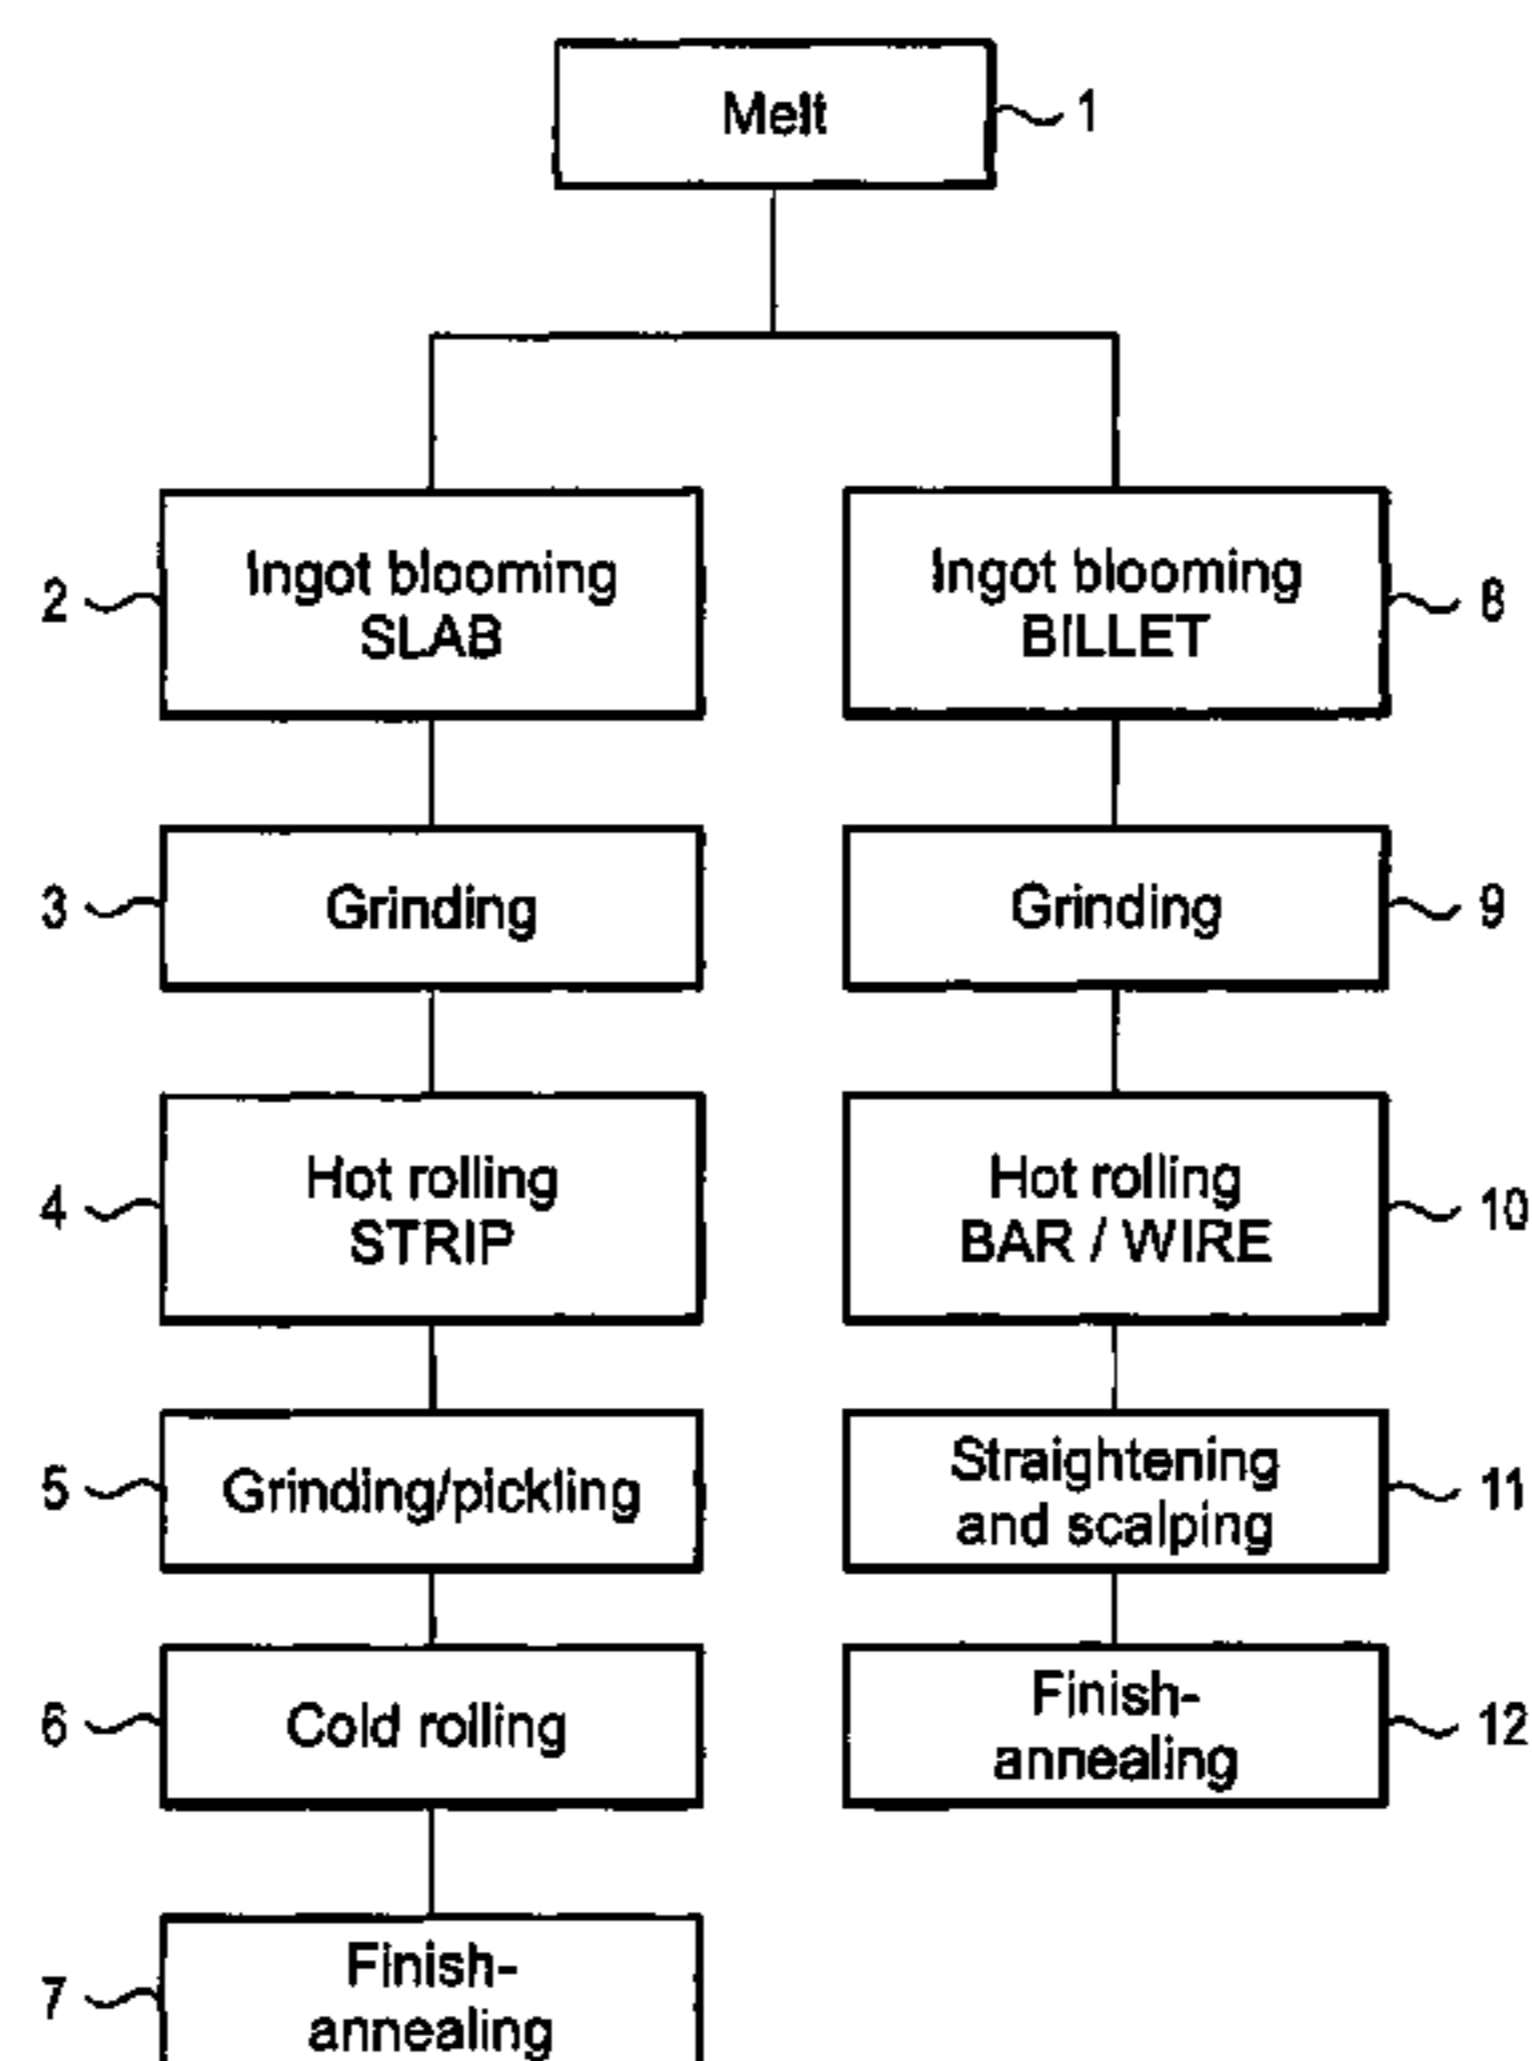 Melt
1
Ingot blooming
SLAB
2
Ingot blooming
BILLET
8
3
Grinding
Grinding
9
4
Hot rolling
STRIP
Hot rolling
BAR / WIRE
10
5
Grinding/pickling
Straightening
and scalping
11
6
Cold rolling
Finish-
annealing
12
7
Finish-
annealing